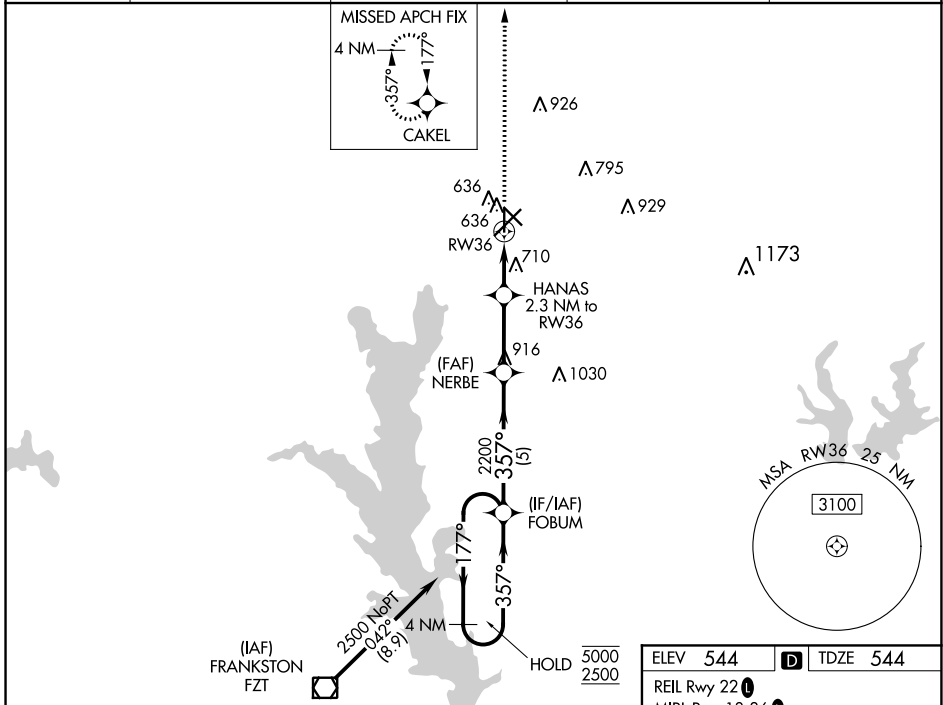 MISSED APCH FIX
4 NM
177°
357°
CAKEL
926
795
636
929
636
RW36
710
1173
HANAS
2.3 NM to
RW36
916
(FAF)
NERBE
1030
2200
357°
(5)
MSA RW36 25 NM
3100
(IF/IAF)
FOBUM
177°
357°
2500 NoPT
042°
(8.9)
4 NM
(IAF)
FRANKSTON
FZT
HOLD
5000
2500
ELEV 544 D TDZE 544
REIL Rwy 22 L